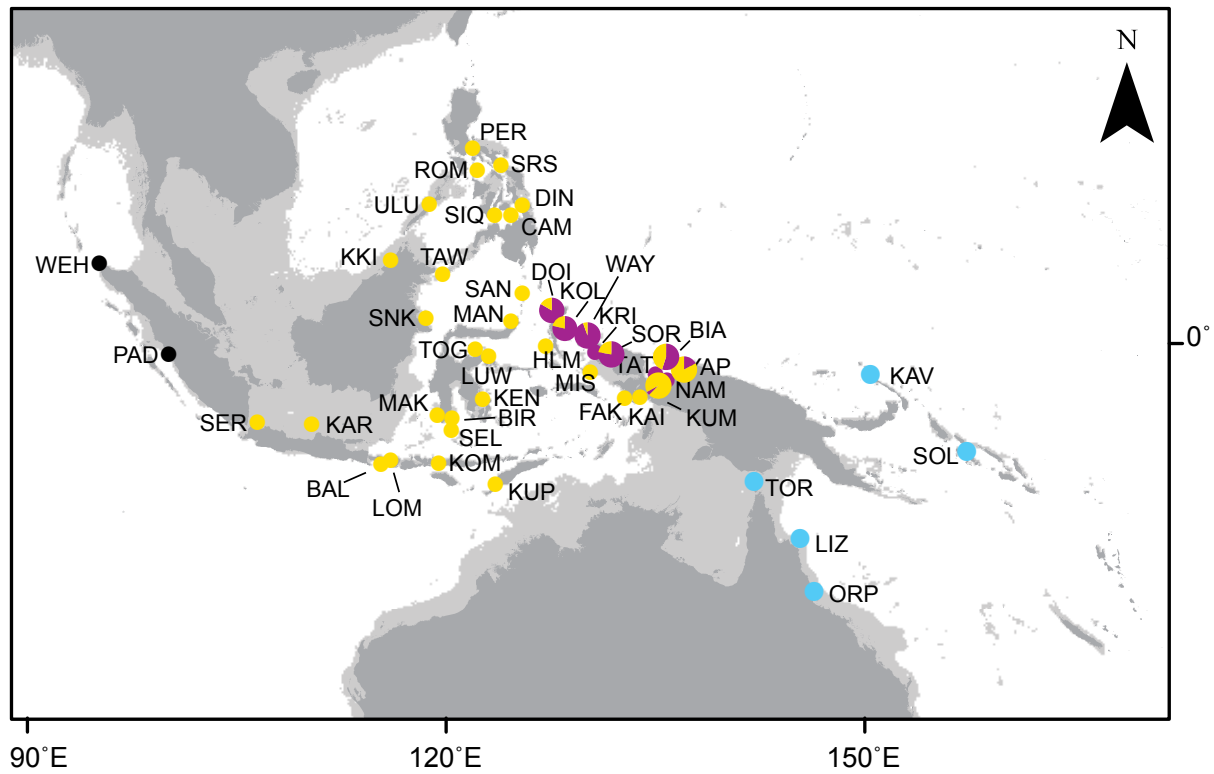 N
PER
ROM
SRS
ULU
SIQ
DIN
CAM
KKI
TAW
WEH
DOI
WAY
KOL
SAN
SNK
MAN
KRI
SOR
BIA
0°
PAD
TOG
HLM
TAT
YAP
LUW
MIS
NAM
KAV
MAK
KEN
FAK
KAI
KUM
SER
KAR
BIR
SEL
SOL
KOM
BAL
LOM
KUP
TOR
LIZ
ORP
90°E
120°E
150°E